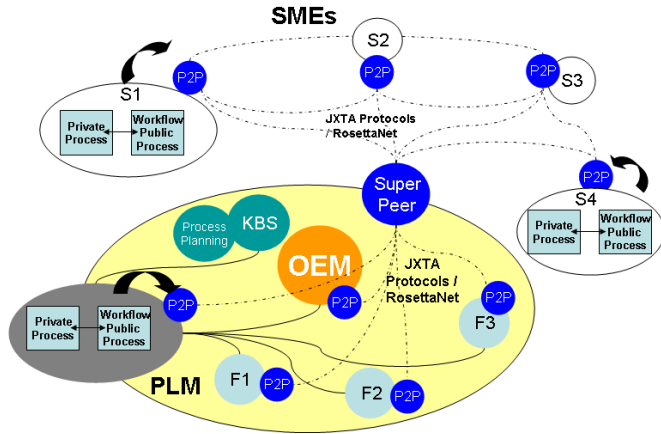 SMEs
S2
P2P
P2P
P2P
S3
S1
Private
Process
Workflow
Public
Process
JXTA Protocols
/ RosettaNet
Super
Peer
P2P
S4
Private
Process
Workflow
Public
Process
Process
Planning
KBS
OEM
JXTA
Protocols /
RosettaNet
P2P
P2P
P2P
F3
Private
Process
Workflow
Public
Process
PLM
F1
P2P
F2
P2P